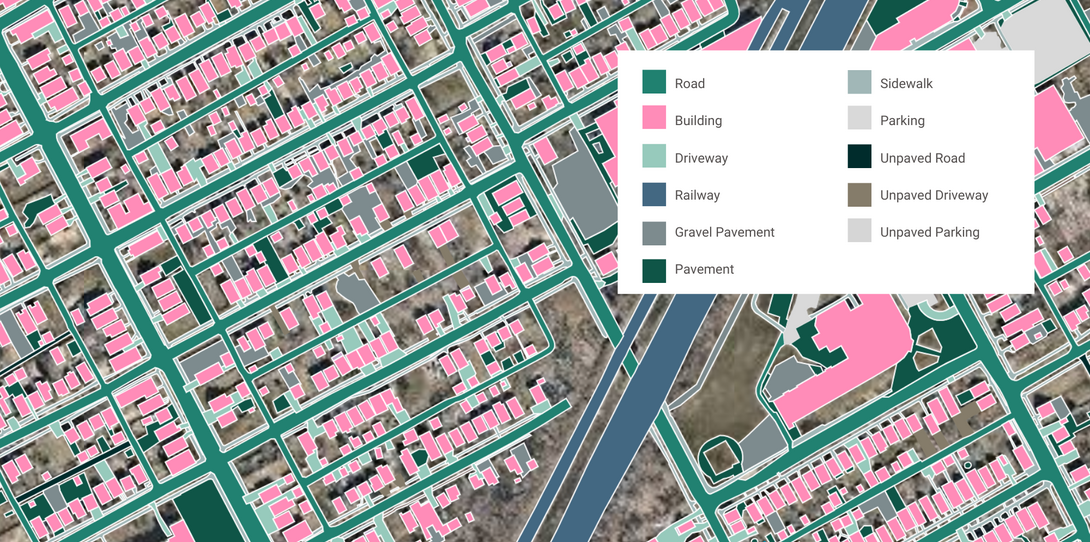 Road
Building
Driveway
Railway
Gravel Pavement
Pavement
Sidewalk
Parking
Unpaved Road
Unpaved Driveway
Unpaved Parking